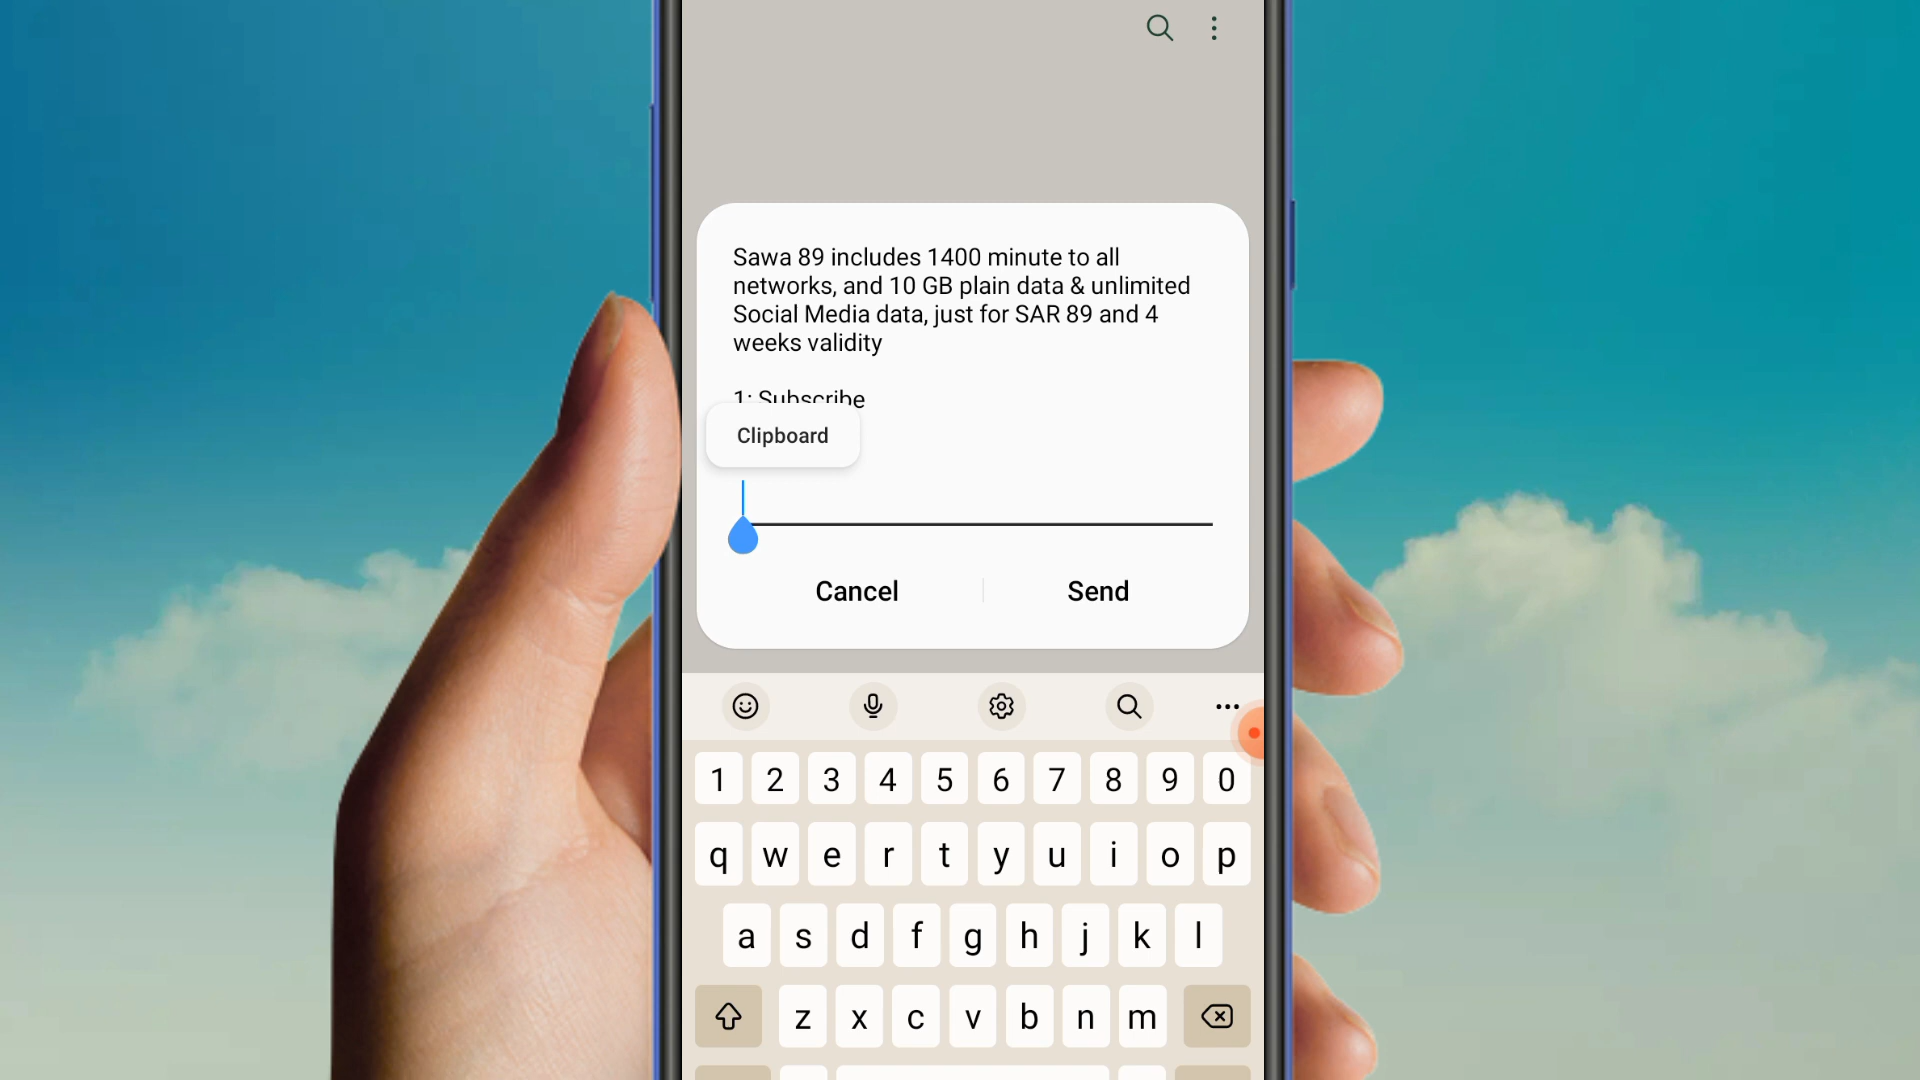 Sawa 89 includes 1400 minute to all
networks, and 10 GB plain data & unlimited
Social Media data, just for SAR 89 and 4
weeks validity
1: Subscribe
Clipboard
Cancel
Send
1 2 3 4 5 6 7 8 9 0
q w e r t y u i o p
a s d f g h j k l
z x c v b n m